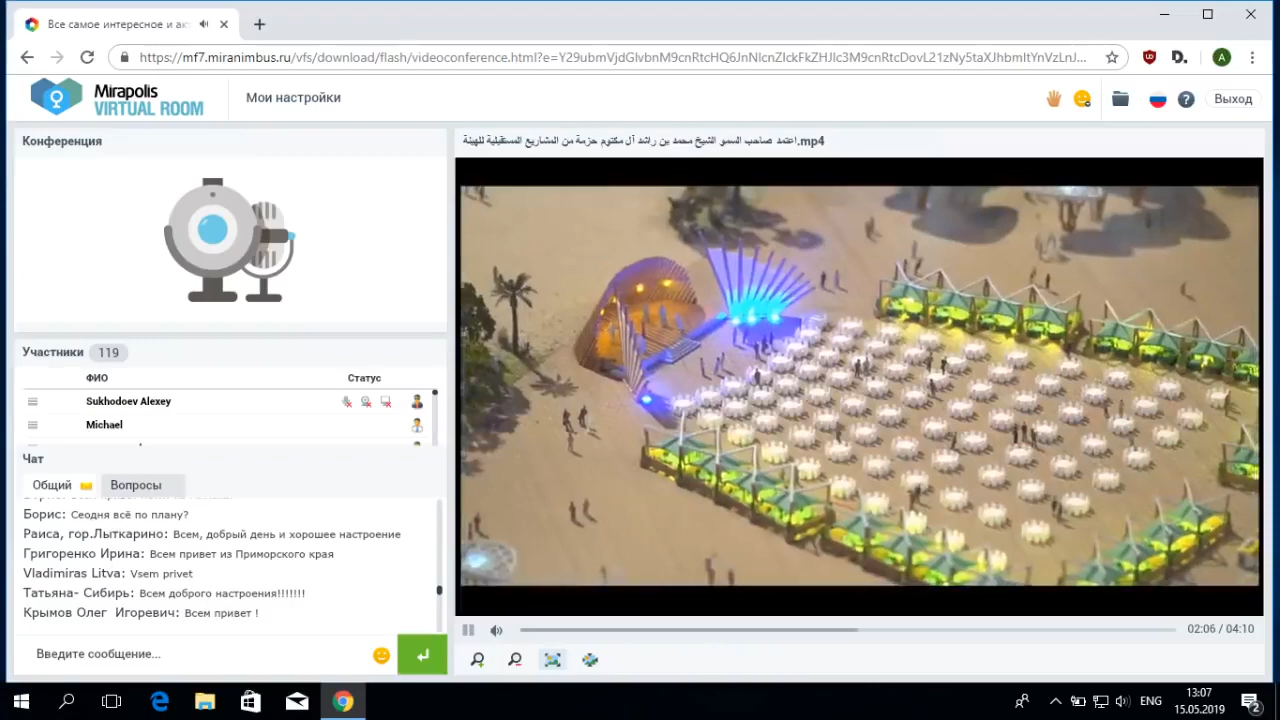 Все самое интересное и ак
https://mf7.miranimbus.ru/vfs/download/flash/videoconference.html?e=Y29ubmVjdGlvbnM9cnRtcHQ6JnNlcnZlckFkZHJlc3M9cnRtcDovL21zNy5taXJhbmltYnVzLnJ...
Mirapolis
VIRTUAL ROOM
Мои настройки
Выход
Конференция
اعتمد صاحب السمو الشيخ محمد بن راشد آل مكتوم حزمة من المشاريع المستقبلية للهيئة.mp4
Участники 119
ФИО Статус
Sukhodoev Alexey
Michael
Чат
Общий Вопросы
Борис: Сеодня всё по плану?
Раиса, гор.Лыткарино: Всем, добрый день и хорошее настроение
Григоренко Ирина: Всем привет из Приморского края
Vladimiras Litva: Vsem privet
Татьяна- Сибирь: Всем доброго настроения!!!!!!!
Крымов Олег Игоревич: Всем привет !
Введите сообщение...
02:06 / 04:10
ENG
13:07
15.05.2019
2